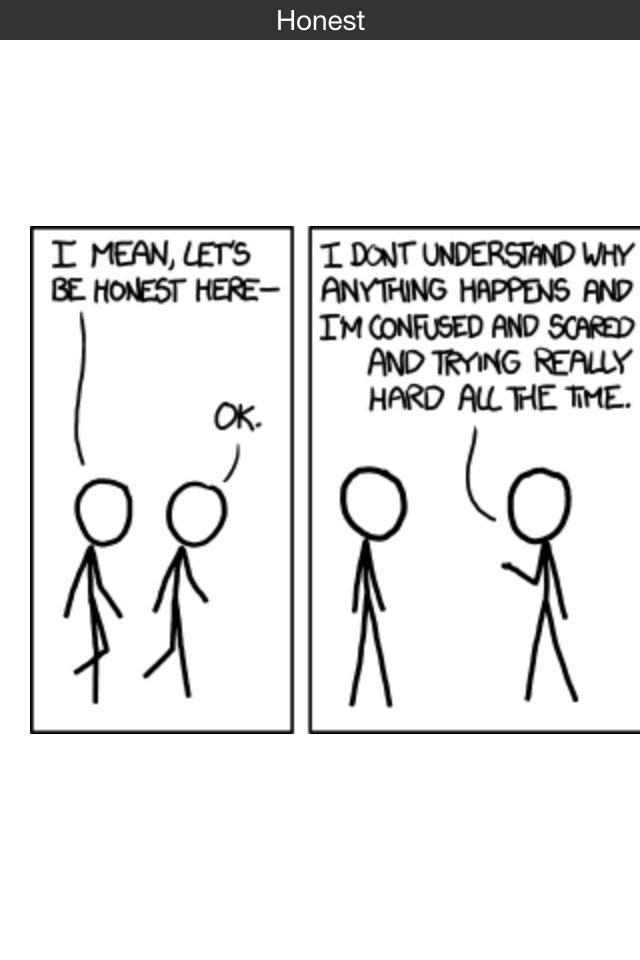 Honest
I MEAN, LET'S
BE HONEST HERE—
OK.
I DON'T UNDERSTAND WHY
ANYTHING HAPPENS AND
I'M CONFUSED AND SCARED
AND TRYING REALLY
HARD ALL THE TIME.